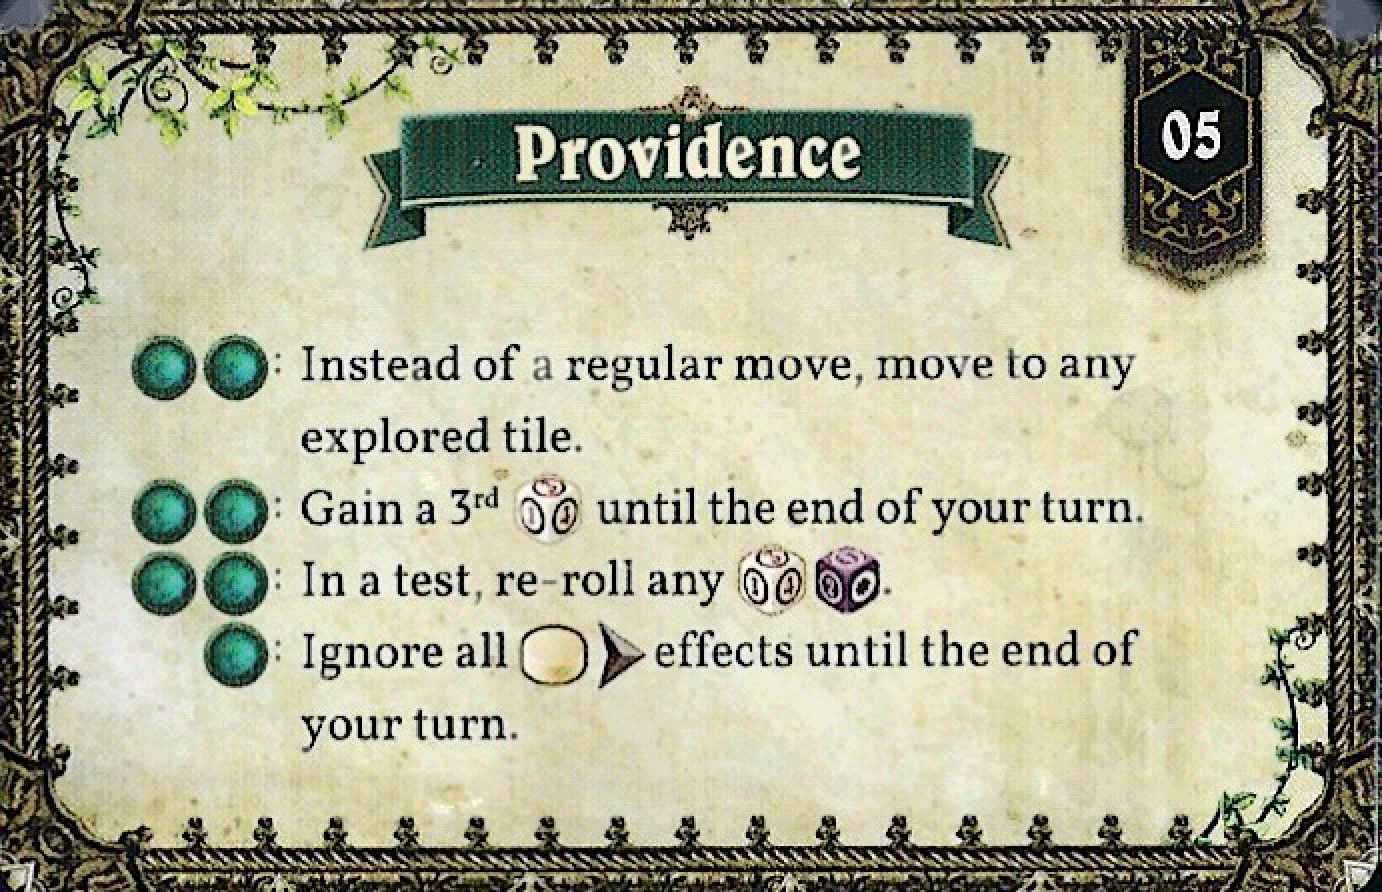 Providence
05
: Instead of a regular move, move to any
explored tile.
: Gain a 3rd until the end of your turn.
: In a test, re-roll any .
: Ignore all effects until the end of
your turn.